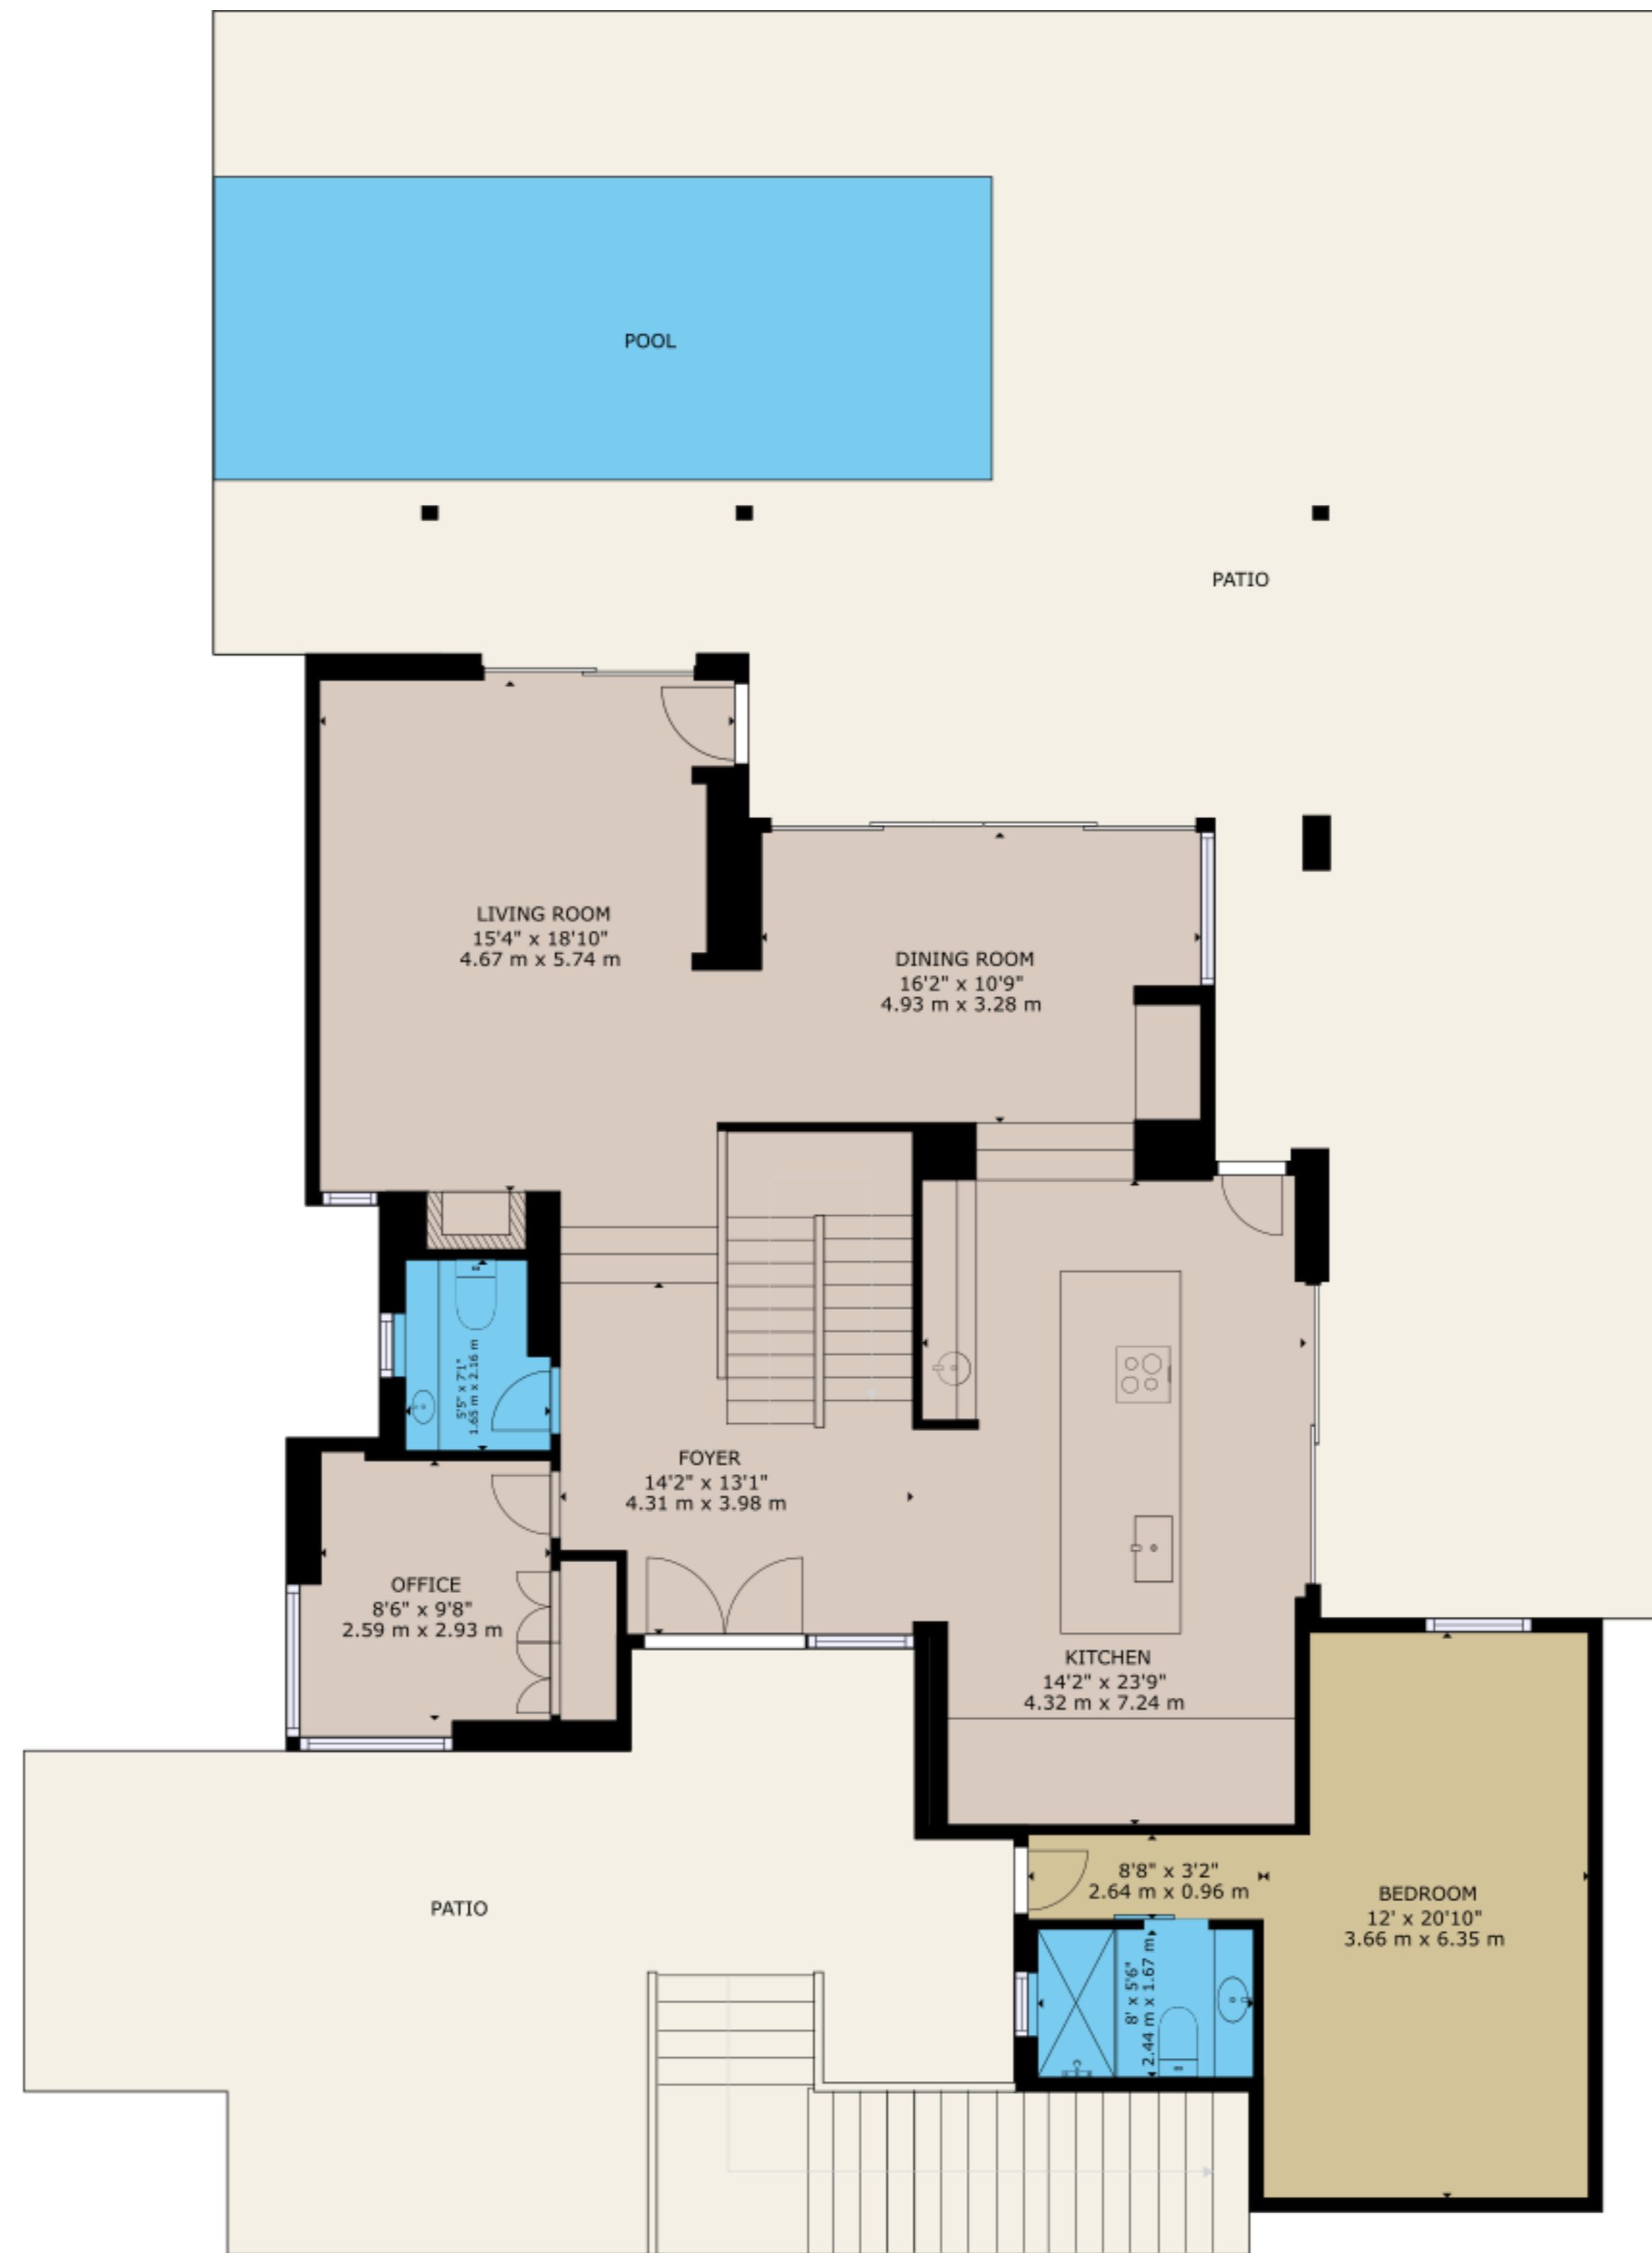 POOL
PATIO
LIVING ROOM
15'4" x 18'10"
4.67 m x 5.74 m
DINING ROOM
16'2" x 10'9"
4.93 m x 3.28 m
5'5" x 7'1"
1.65 m x 2.16 m
FOYER
14'2" x 13'1"
4.31 m x 3.98 m
OFFICE
8'6" x 9'8"
2.59 m x 2.93 m
KITCHEN
14'2" x 23'9"
4.32 m x 7.24 m
8'8" x 3'2"
2.64 m x 0.96 m
BEDROOM
12' x 20'10"
3.66 m x 6.35 m
PATIO
8' x 5'6"
2.44 m x 1.67 m